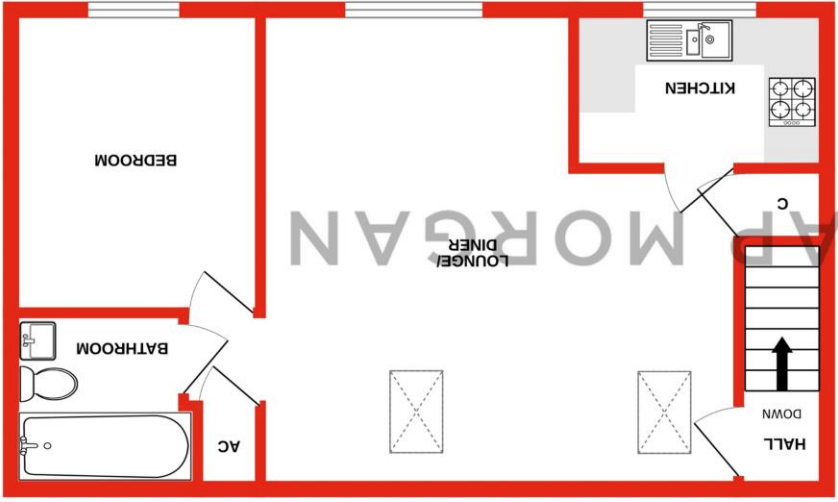 HALL
DOWN
AC
BATHROOM
LOUNGE/
DINER
AP MORGAN
C
BEDROOM
KITCHEN